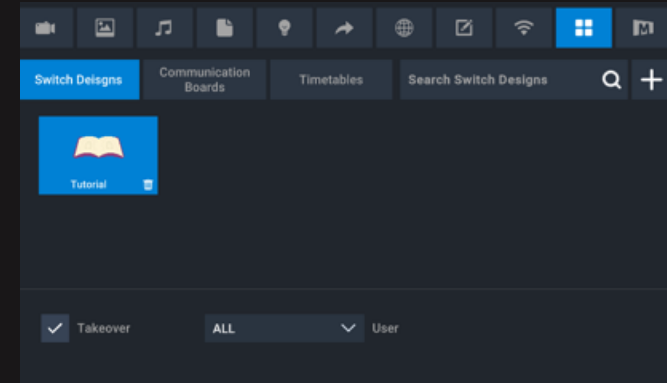 Switch Deisgns
Communication
Boards
Timetables
Search Switch Designs
Tutorial
Takeover
ALL
User